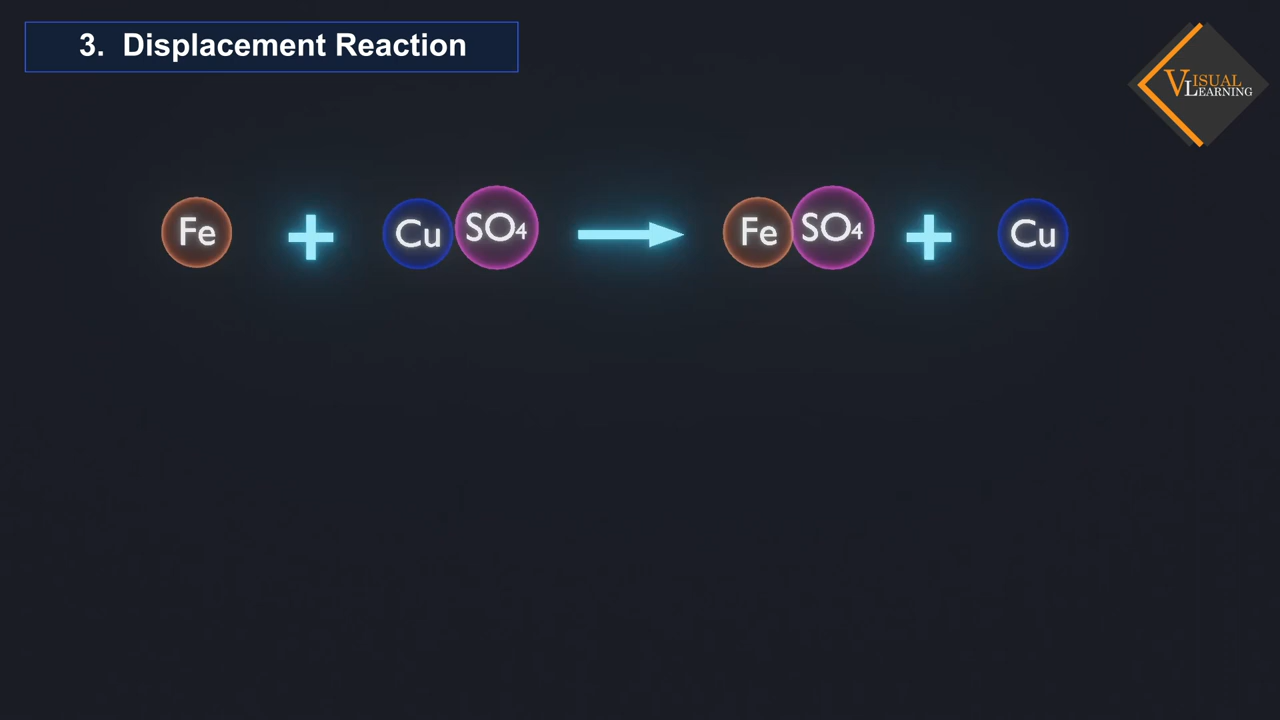 3. Displacement Reaction
VISUAL
LEARNING
Fe + Cu SO4 → Fe SO4 + Cu